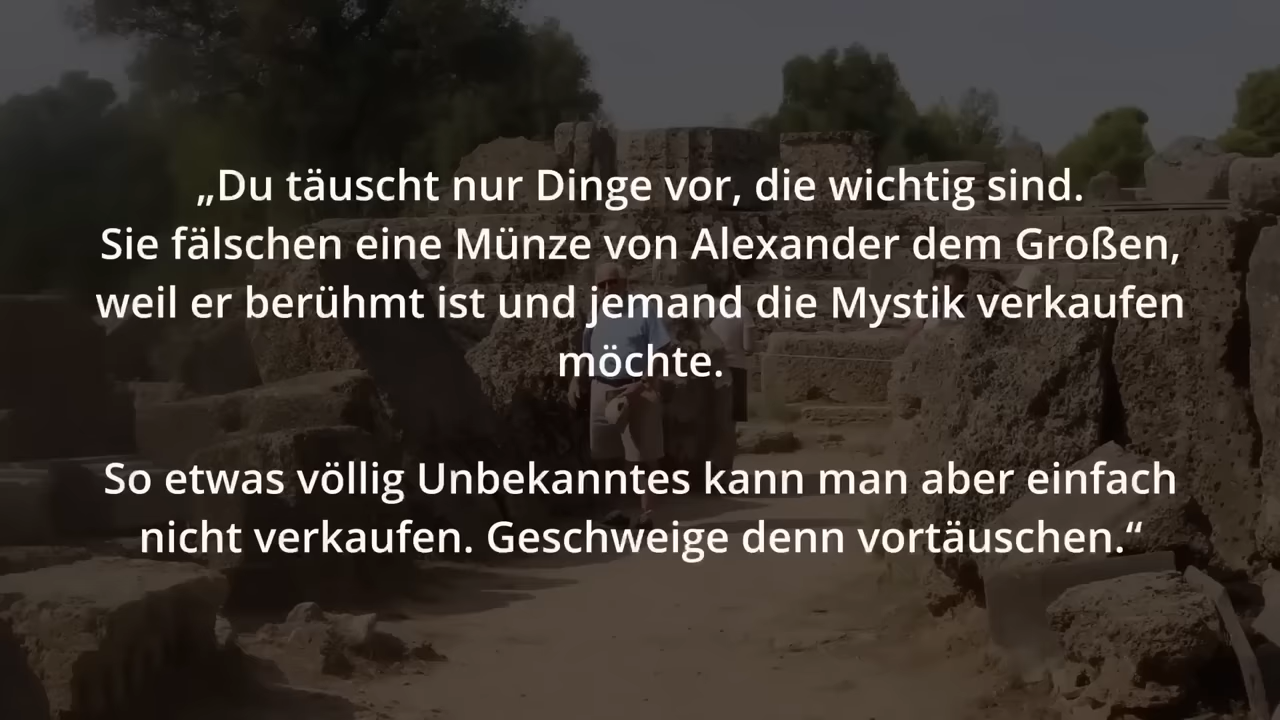 „Du täuscht nur Dinge vor, die wichtig sind.
Sie fälschen eine Münze von Alexander dem Großen,
weil er berühmt ist und jemand die Mystik verkaufen
möchte.
So etwas völlig Unbekanntes kann man aber einfach
nicht verkaufen. Geschweige denn vortäuschen.“